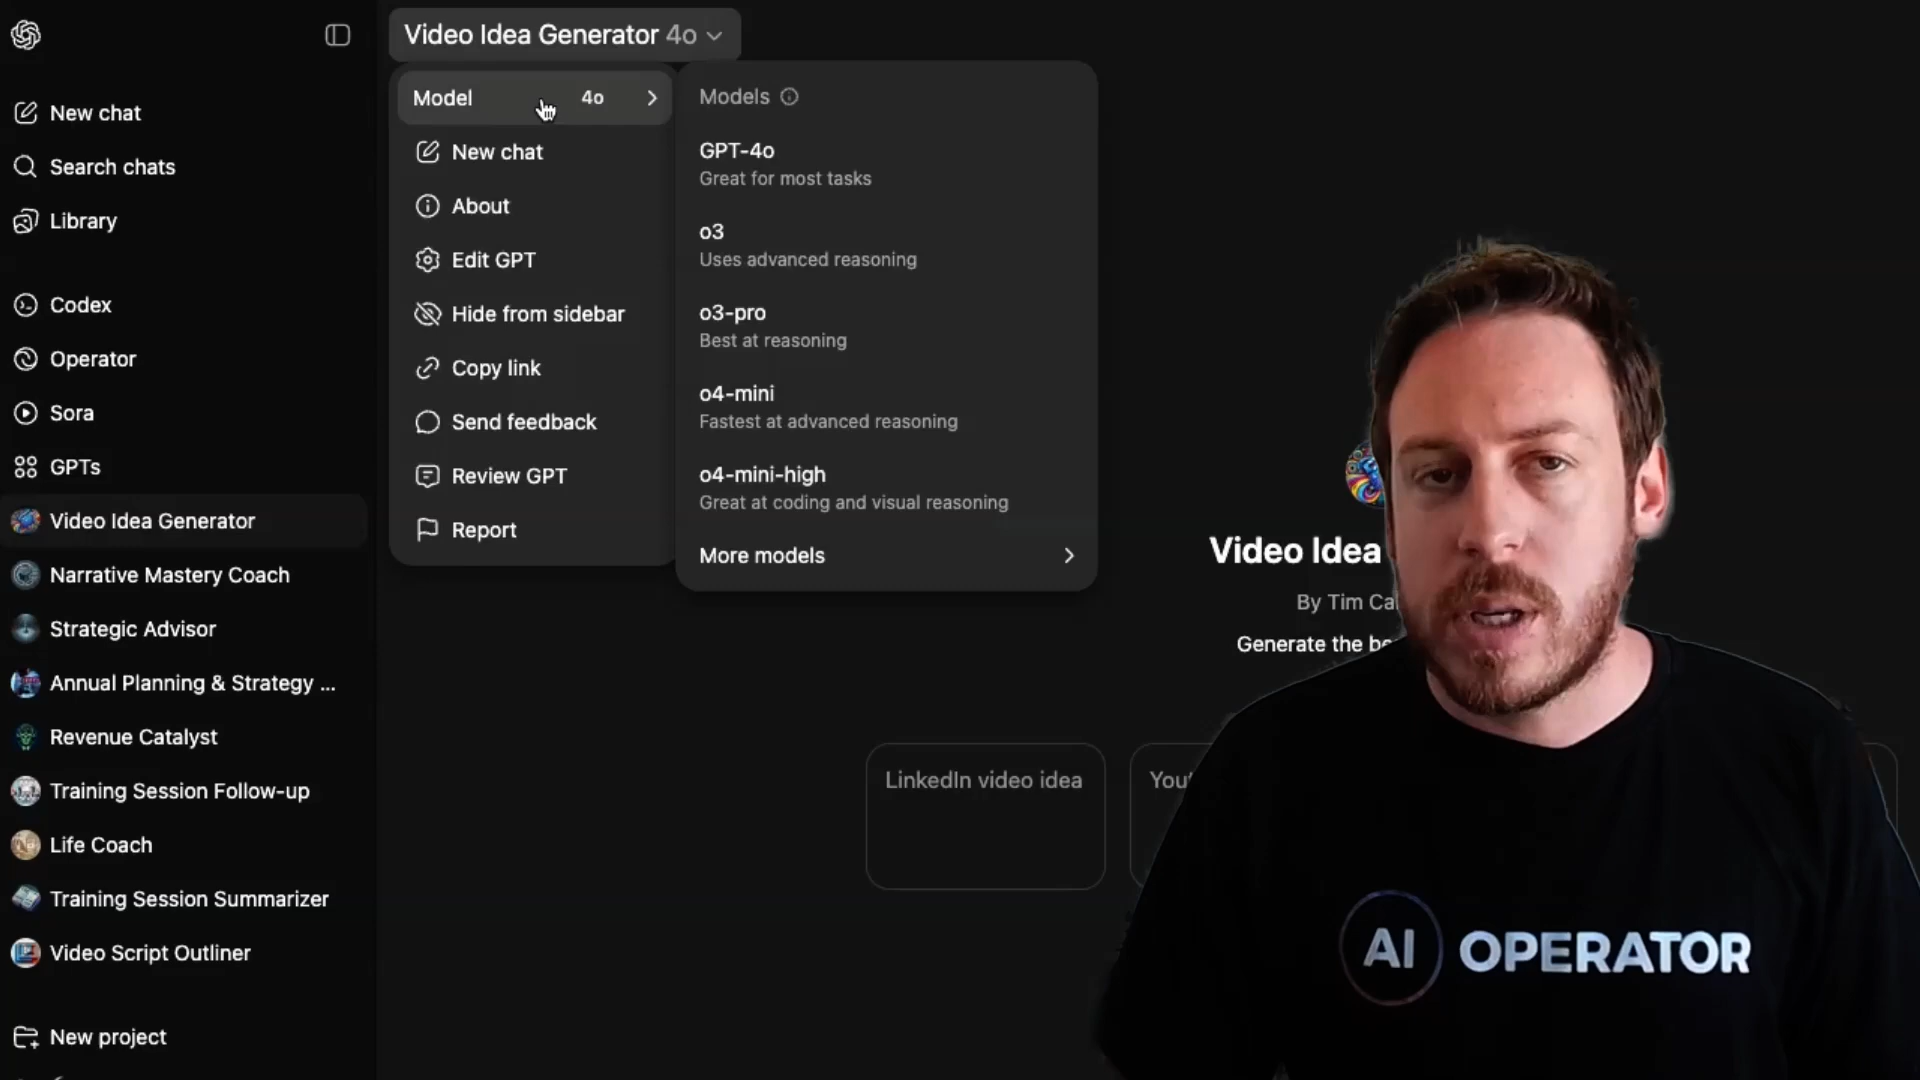 New chat
Search chats
Library
Codex
Operator
Sora
GPTs
Video Idea Generator
Narrative Mastery Coach
Strategic Advisor
Annual Planning & Strategy ...
Revenue Catalyst
Training Session Follow-up
Life Coach
Training Session Summarizer
Video Script Outliner
New project
Video Idea Generator 4o
Model 4o
New chat
About
Edit GPT
Hide from sidebar
Copy link
Send feedback
Review GPT
Report
Models
GPT-4o
Great for most tasks
o3
Uses advanced reasoning
o3-pro
Best at reasoning
o4-mini
Fastest at advanced reasoning
o4-mini-high
Great at coding and visual reasoning
More models
Video Idea
By Tim
Generate the
LinkedIn video idea
AI OPERATOR